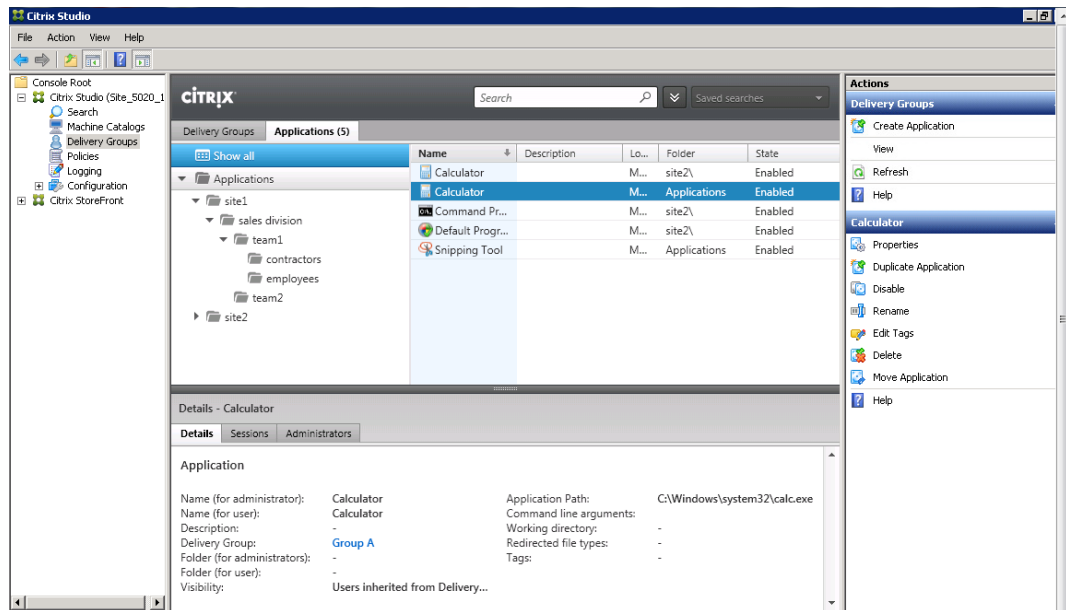 Citrix Studio
File Action View Help
Console Root
Citrix Studio (Site_5020_1
Search
Machine Catalogs
Delivery Groups
Policies
Logging
Configuration
Citrix StoreFront
CİTRIX
Search
Saved searches
Delivery Groups Applications (5)
Show all
Applications
site1
sales division
team1
contractors
employees
team2
site2
Name Description Lo... Folder State
Calculator M... site2\ Enabled
Calculator M... Applications Enabled
Command Pr... M... site2\ Enabled
Default Progr... M... site2\ Enabled
Snipping Tool M... Applications Enabled
Details - Calculator
Details Sessions Administrators
Application
Name (for administrator): Calculator
Name (for user): Calculator
Description: -
Delivery Group: Group A
Folder (for administrators): -
Folder (for user): -
Visibility: Users inherited from Delivery...
Application Path: C:\Windows\system32\calc.exe
Command line arguments:
Working directory: -
Redirected file types: -
Tags: -
Actions
Delivery Groups
Create Application
View
Refresh
Help
Calculator
Properties
Duplicate Application
Disable
Rename
Edit Tags
Delete
Move Application
Help